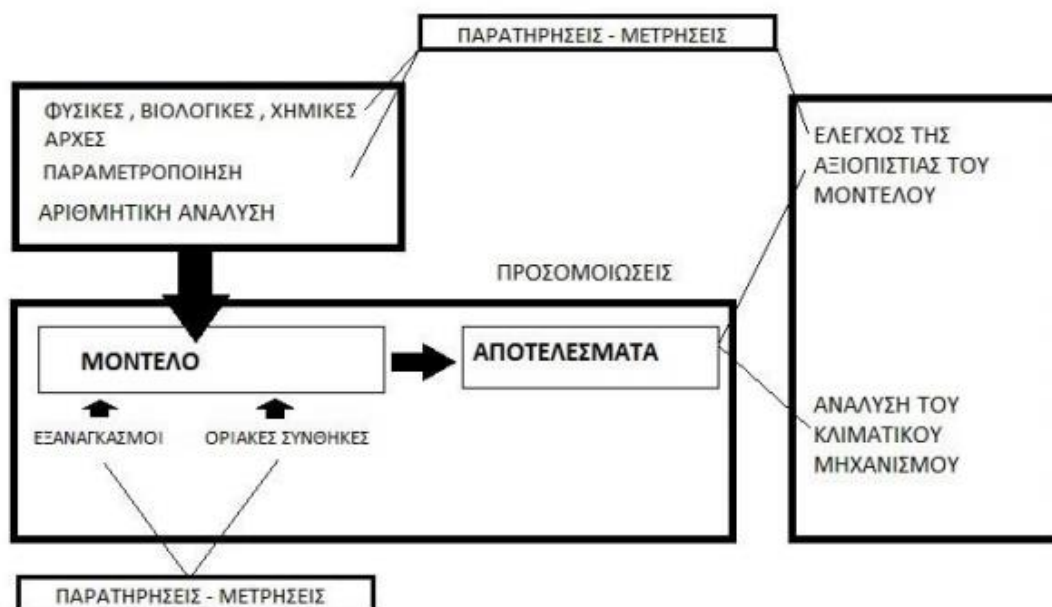 ΠΑΡΑΤΗΡΗΣΕΙΣ - ΜΕΤΡΗΣΕΙΣ
ΦΥΣΙΚΕΣ , ΒΙΟΛΟΓΙΚΕΣ , ΧΗΜΙΚΕΣ
ΑΡΧΕΣ
ΠΑΡΑΜΕΤΡΟΠΟΙΗΣΗ
ΑΡΙΘΜΗΤΙΚΗ ΑΝΑΛΥΣΗ
ΕΛΕΓΧΟΣ ΤΗΣ
ΑΞΙΟΠΙΣΤΙΑΣ ΤΟΥ
ΜΟΝΤΕΛΟΥ
ΠΡΟΣΟΜΟΙΩΣΕΙΣ
ΜΟΝΤΕΛΟ
ΑΠΟΤΕΛΕΣΜΑΤΑ
ΕΞΑΝΑΓΚΑΣΜΟΙ
ΟΡΙΑΚΕΣ ΣΥΝΘΗΚΕΣ
ΑΝΑΛΥΣΗ ΤΟΥ
ΚΛΙΜΑΤΙΚΟΥ
ΜΗΧΑΝΙΣΜΟΥ
ΠΑΡΑΤΗΡΗΣΕΙΣ - ΜΕΤΡΗΣΕΙΣ